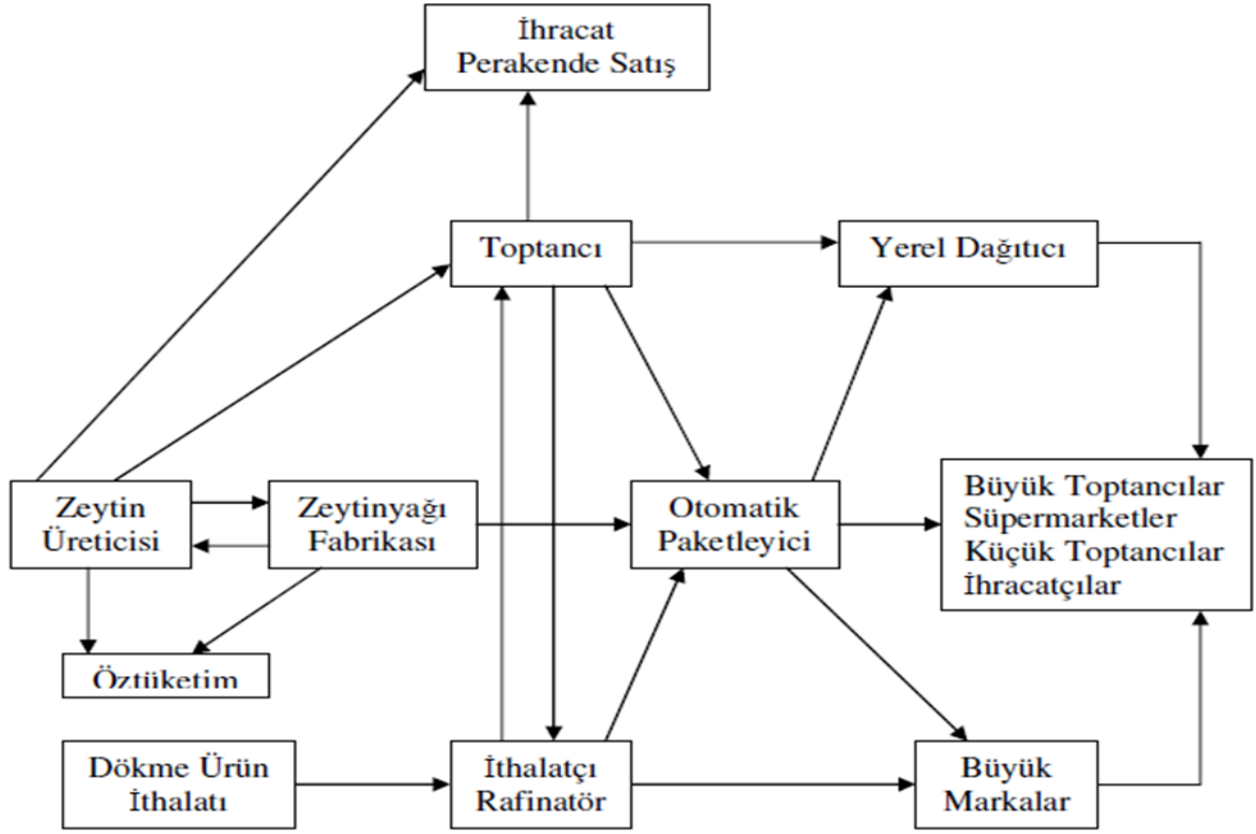 İhracat
Perakende Satış
Toptancı
Yerel Dağıtıcı
Zeytin
Üreticisi
Zeytinyağı
Fabrikası
Otomatik
Paketleyici
Büyük Toptancılar
Süpermarketler
Küçük Toptancılar
İhracatçılar
Öztüketim
Dökme Ürün
İthalatı
İthalatçı
Rafinatör
Büyük
Markalar